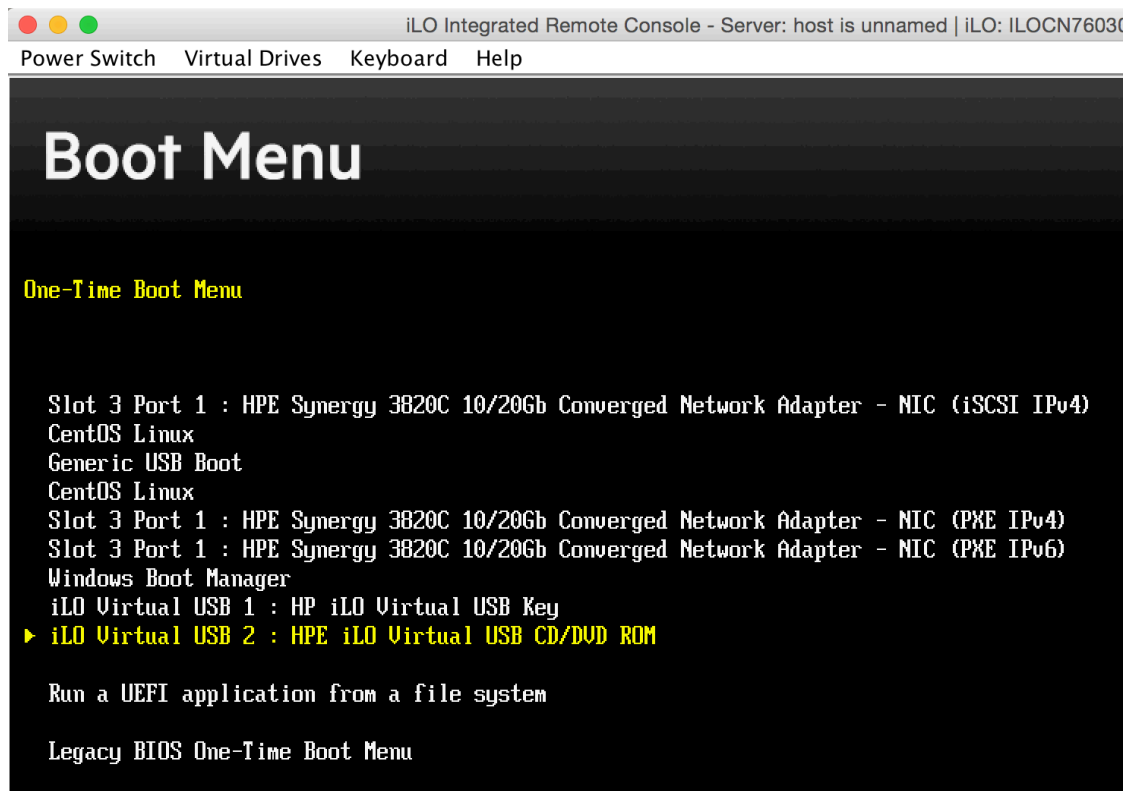 iLO Integrated Remote Console - Server: host is unnamed | iLO: ILOCN76030
Power Switch Virtual Drives Keyboard Help
Boot Menu
One-Time Boot Menu
Slot 3 Port 1 : HPE Synergy 3820C 10/20Gb Converged Network Adapter - NIC (iSCSI IPv4)
CentOS Linux
Generic USB Boot
CentOS Linux
Slot 3 Port 1 : HPE Synergy 3820C 10/20Gb Converged Network Adapter - NIC (PXE IPv4)
Slot 3 Port 1 : HPE Synergy 3820C 10/20Gb Converged Network Adapter - NIC (PXE IPv6)
Windows Boot Manager
iLO Virtual USB 1 : HP iLO Virtual USB Key
iLO Virtual USB 2 : HPE iLO Virtual USB CD/DVD ROM
Run a UEFI application from a file system
Legacy BIOS One-Time Boot Menu